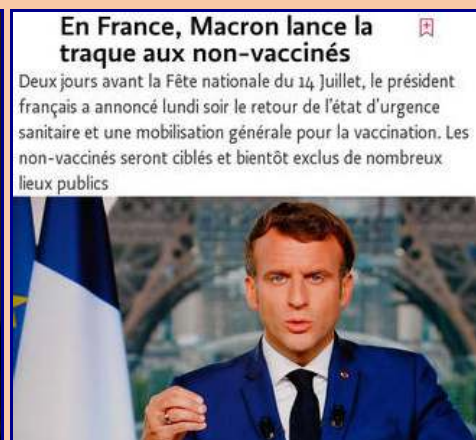 En France, Macron lance la
traque aux non-vaccinés
Deux jours avant la Fête nationale du 14 Juillet, le président
français a annoncé lundi soir le retour de l'état d'urgence
sanitaire et une mobilisation générale pour la vaccination. Les
non-vaccinés seront ciblés et bientôt exclus de nombreux
lieux publics